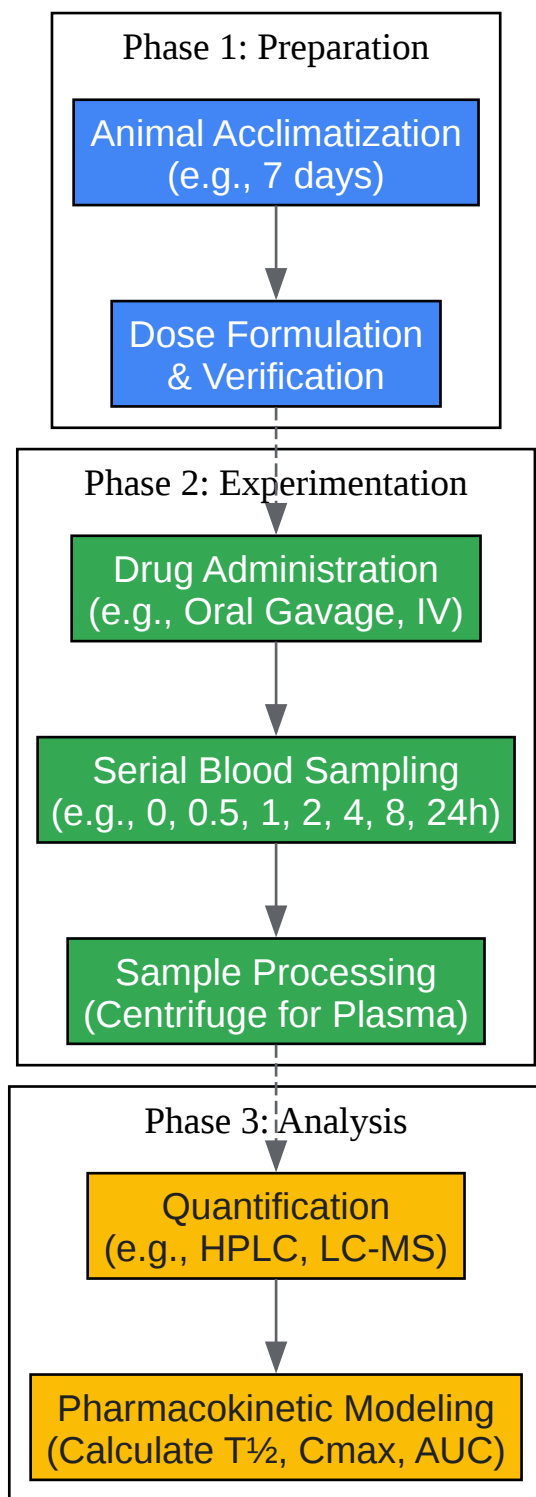 Phase 1: Preparation
Animal Acclimatization
(e.g., 7 days)
Dose Formulation
& Verification
Phase 2: Experimentation
Drug Administration
(e.g., Oral Gavage, IV)
Serial Blood Sampling
(e.g., 0, 0.5, 1, 2, 4, 8, 24h)
Sample Processing
(Centrifuge for Plasma)
Phase 3: Analysis
Quantification
(e.g., HPLC, LC-MS)
Pharmacokinetic Modeling
(Calculate T½, Cmax, AUC)